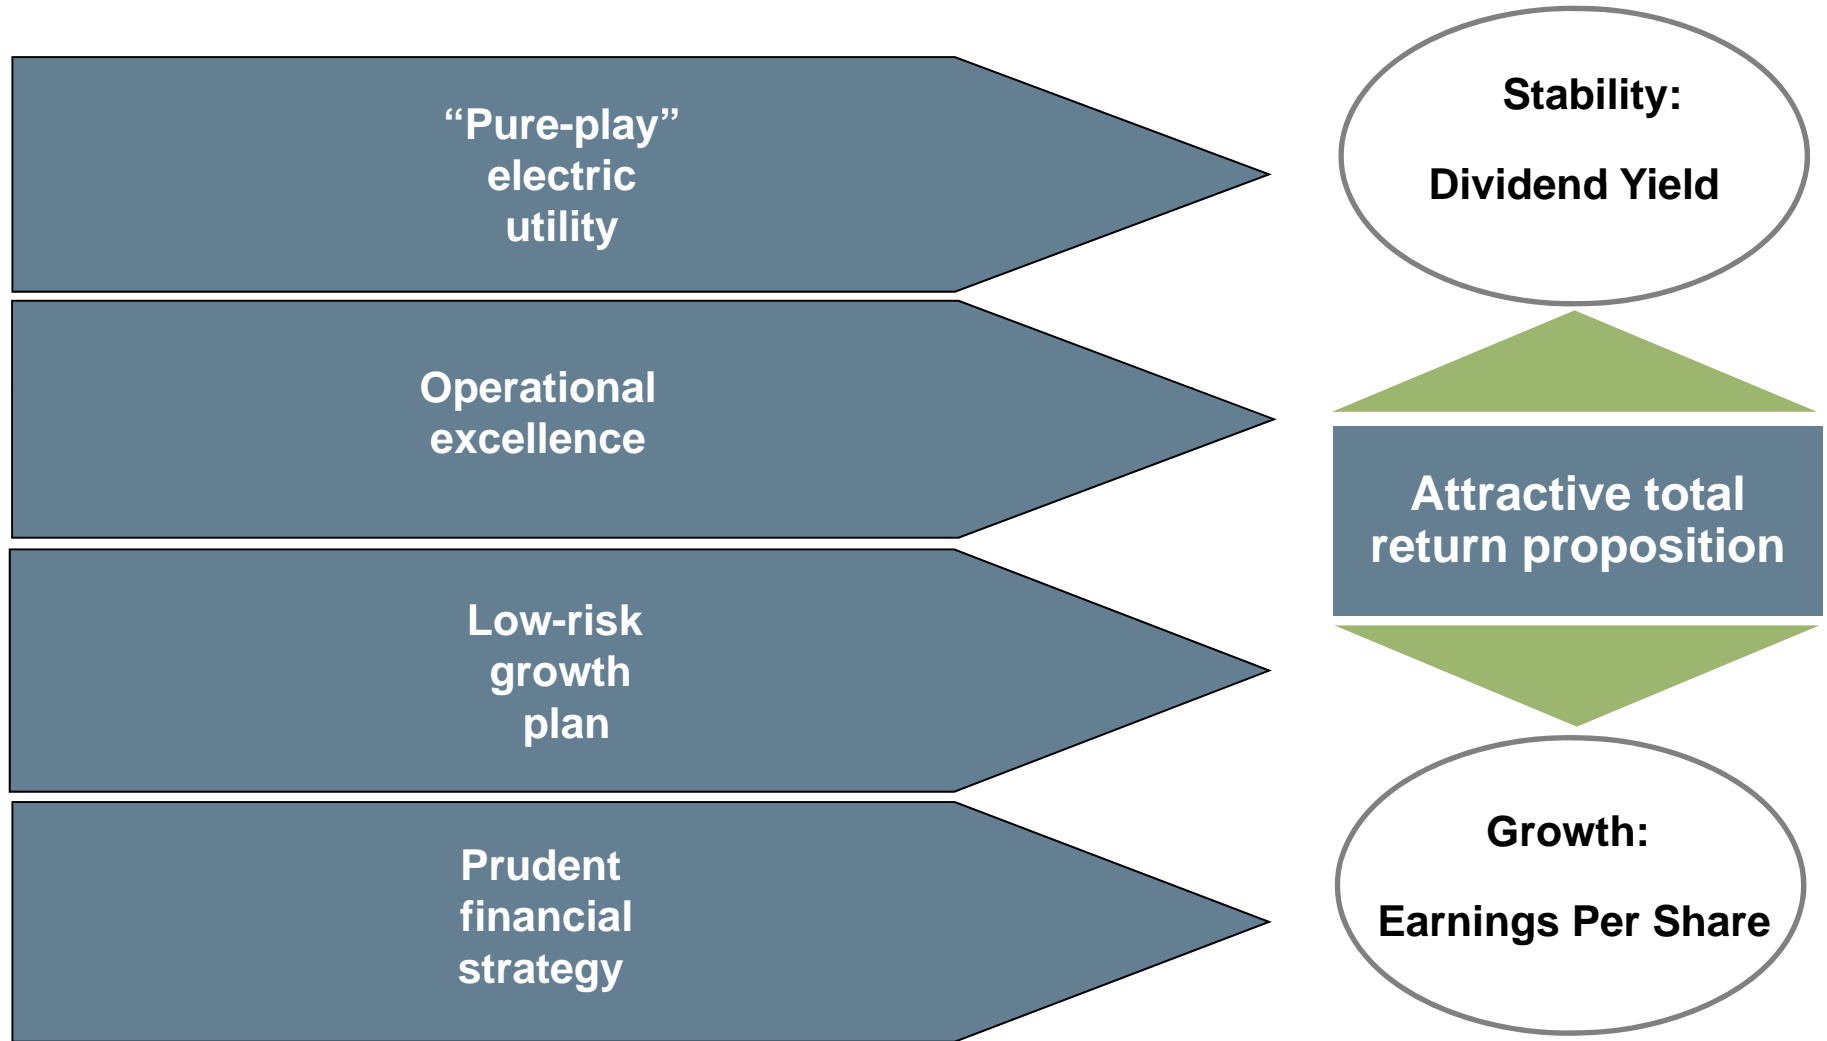 “Pure-play”
electric
utility
Operational
excellence
Low-risk
growth
plan
Prudent
financial
strategy
Stability:
Dividend Yield
Attractive total
return proposition
Growth:
Earnings Per Share